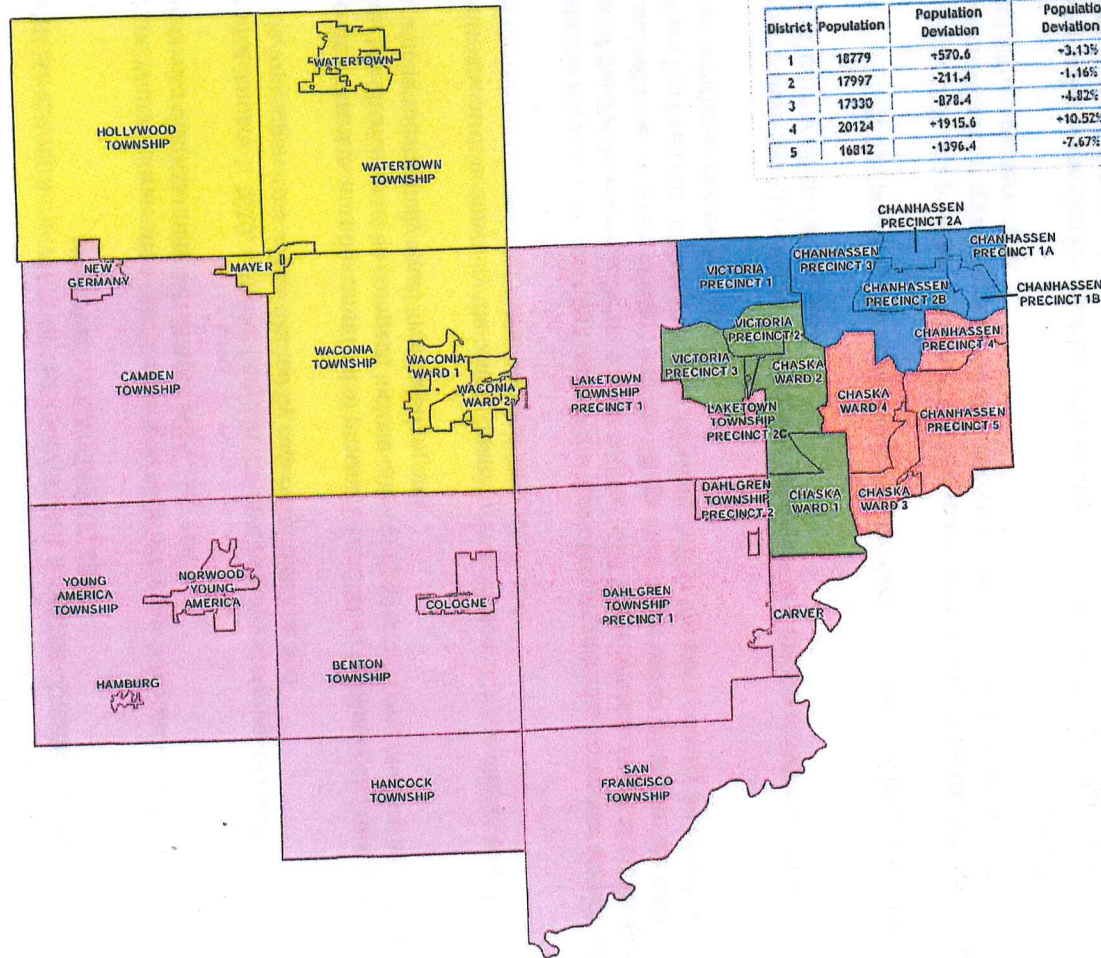 District Population Population Deviation Population Deviation
1 18779 +570.6 +3.13%
2 17997 -211.4 -1.16%
3 17330 -878.4 -4.82%
4 20124 +1915.6 +10.52%
5 16812 -1396.4 -7.67%
WATERTOWN
HOLLYWOOD
TOWNSHIP
WATERTOWN
TOWNSHIP
CHANHASSEN
PRECINCT 2A
CHANHASSEN
PRECINCT 1A
CHANHASSEN
PRECINCT 3
CHANHASSEN
PRECINCT 2B
CHANHASSEN
PRECINCT 1B
VICTORIA
PRECINCT 1
NEW
GERMANY
MAYER
VICTORIA
PRECINCT 2
CHANHASSEN
PRECINCT 4
WACONIA
TOWNSHIP
WACONIA
WARD 1
WACONIA
WARD 2
VICTORIA
PRECINCT 3
CHASKA
WARD 2
CAMDEN
TOWNSHIP
LAKETOWN
TOWNSHIP
PRECINCT 1
CHASKA
WARD 4
CHANHASSEN
PRECINCT 5
LAKETOWN
TOWNSHIP
PRECINCT 2C
DAHLGREN
TOWNSHIP
PRECINCT 2
CHASKA
WARD 1
CHASKA
WARD 3
YOUNG
AMERICA
TOWNSHIP
NORWOOD
YOUNG
AMERICA
COLOGNE
DAHLGREN
TOWNSHIP
PRECINCT 1
CARVER
BENTON
TOWNSHIP
HAMBURG
HANCOCK
TOWNSHIP
SAN
FRANCISCO
TOWNSHIP